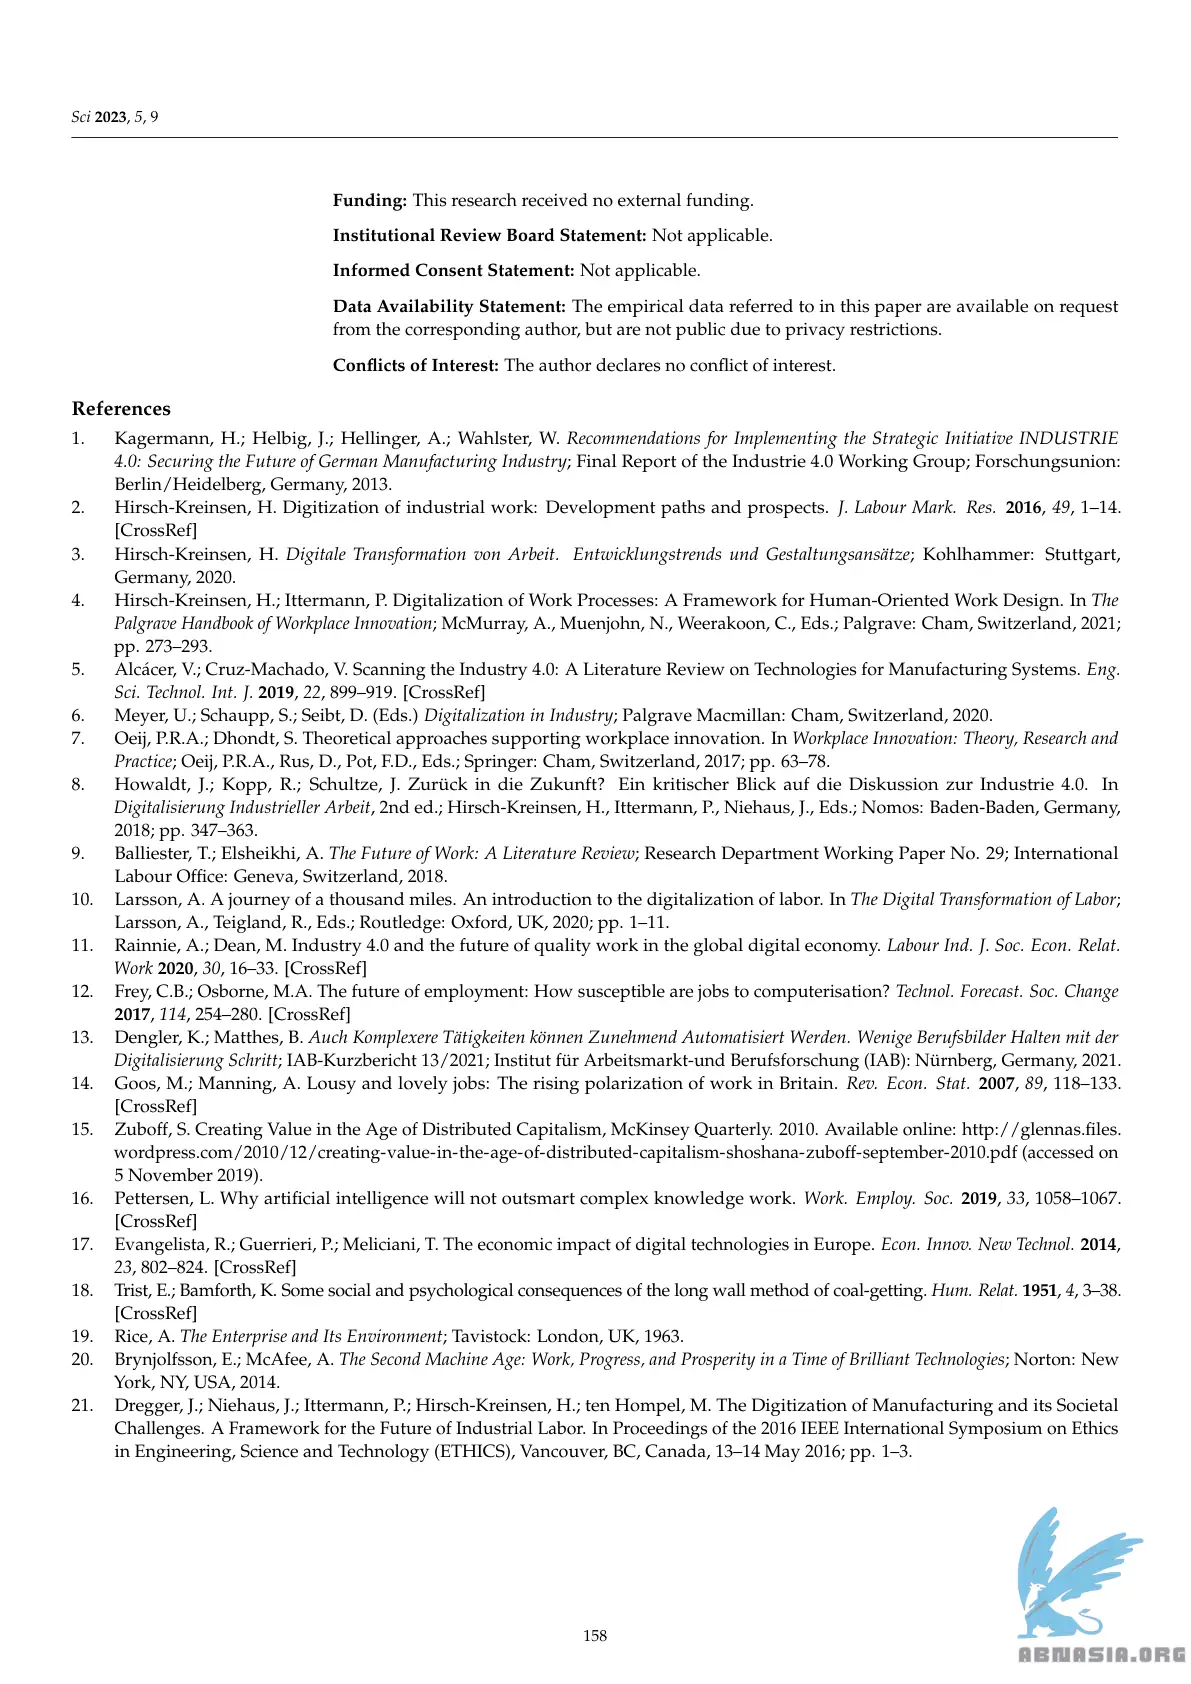 Sci 2023, 5, 9
Funding: This research received no external funding.
Institutional Review Board Statement: Not applicable.
Informed Consent Statement: Not applicable.
Data Availability Statement: The empirical data referred to in this paper are available on request
from the corresponding author, but are not public due to privacy restrictions.
Conflicts of Interest: The author declares no conflict of interest.
References
1. Kagermann, H.; Helbig, J.; Hellinger, A.; Wahlster, W. Recommendations for Implementing the Strategic Initiative INDUSTRIE
4.0: Securing the Future of German Manufacturing Industry; Final Report of the Industrie 4.0 Working Group; Forschungsunion:
Berlin/Heidelberg, Germany, 2013.
2. Hirsch-Kreinsen, H. Digitization of industrial work: Development paths and prospects. J. Labour Mark. Res. 2016, 49, 1–14.
[CrossRef]
3. Hirsch-Kreinsen, H. Digitale Transformation von Arbeit. Entwicklungstrends und Gestaltungsansätze; Kohlhammer: Stuttgart,
Germany, 2020.
4. Hirsch-Kreinsen, H.; Ittermann, P. Digitalization of Work Processes: A Framework for Human-Oriented Work Design. In The
Palgrave Handbook of Workplace Innovation; McMurray, A., Muenjohn, N., Weerakoon, C., Eds.; Palgrave: Cham, Switzerland, 2021;
pp. 273–293.
5. Alcácer, V.; Cruz-Machado, V. Scanning the Industry 4.0: A Literature Review on Technologies for Manufacturing Systems. Eng.
Sci. Technol. Int. J. 2019, 22, 899–919. [CrossRef]
6. Meyer, U.; Schaupp, S.; Seibt, D. (Eds.) Digitalization in Industry; Palgrave Macmillan: Cham, Switzerland, 2020.
7. Oeij, P.R.A.; Dhondt, S. Theoretical approaches supporting workplace innovation. In Workplace Innovation: Theory, Research and
Practice; Oeij, P.R.A., Rus, D., Pot, F.D., Eds.; Springer: Cham, Switzerland, 2017; pp. 63–78.
8. Howaldt, J.; Kopp, R.; Schultze, J. Zurück in die Zukunft? Ein kritischer Blick auf die Diskussion zur Industrie 4.0. In
Digitalisierung Industrieller Arbeit, 2nd ed.; Hirsch-Kreinsen, H., Ittermann, P., Niehaus, J., Eds.; Nomos: Baden-Baden, Germany,
2018; pp. 347–363.
9. Balliester, T.; Elsheikhi, A. The Future of Work: A Literature Review; Research Department Working Paper No. 29; International
Labour Office: Geneva, Switzerland, 2018.
10. Larsson, A. A journey of a thousand miles. An introduction to the digitalization of labor. In The Digital Transformation of Labor;
Larsson, A., Teigland, R., Eds.; Routledge: Oxford, UK, 2020; pp. 1–11.
11. Rainnie, A.; Dean, M. Industry 4.0 and the future of quality work in the global digital economy. Labour Ind. J. Soc. Econ. Relat.
Work 2020, 30, 16–33. [CrossRef]
12. Frey, C.B.; Osborne, M.A. The future of employment: How susceptible are jobs to computerisation? Technol. Forecast. Soc. Change
2017, 114, 254–280. [CrossRef]
13. Dengler, K.; Matthes, B. Auch Komplexere Tätigkeiten können Zunehmend Automatisiert Werden. Wenige Berufsbilder Halten mit der
Digitalisierung Schritt; IAB-Kurzbericht 13/2021; Institut für Arbeitsmarkt-und Berufsforschung (IAB): Nürnberg, Germany, 2021.
14. Goos, M.; Manning, A. Lousy and lovely jobs: The rising polarization of work in Britain. Rev. Econ. Stat. 2007, 89, 118–133.
[CrossRef]
15. Zuboff, S. Creating Value in the Age of Distributed Capitalism, McKinsey Quarterly. 2010. Available online: http://glennas.files.
wordpress.com/2010/12/creating-value-in-the-age-of-distributed-capitalism-shoshana-zuboff-september-2010.pdf (accessed on
5 November 2019).
16. Pettersen, L. Why artificial intelligence will not outsmart complex knowledge work. Work. Employ. Soc. 2019, 33, 1058–1067.
[CrossRef]
17. Evangelista, R.; Guerrieri, P.; Meliciani, T. The economic impact of digital technologies in Europe. Econ. Innov. New Technol. 2014,
23, 802–824. [CrossRef]
18. Trist, E.; Bamforth, K. Some social and psychological consequences of the long wall method of coal-getting. Hum. Relat. 1951, 4, 3–38.
[CrossRef]
19. Rice, A. The Enterprise and Its Environment; Tavistock: London, UK, 1963.
20. Brynjolfsson, E.; McAfee, A. The Second Machine Age: Work, Progress, and Prosperity in a Time of Brilliant Technologies; Norton: New
York, NY, USA, 2014.
21. Dregger, J.; Niehaus, J.; Ittermann, P.; Hirsch-Kreinsen, H.; ten Hompel, M. The Digitization of Manufacturing and its Societal
Challenges. A Framework for the Future of Industrial Labor. In Proceedings of the 2016 IEEE International Symposium on Ethics
in Engineering, Science and Technology (ETHICS), Vancouver, BC, Canada, 13–14 May 2016; pp. 1–3.
158
ABNASIA.ORG